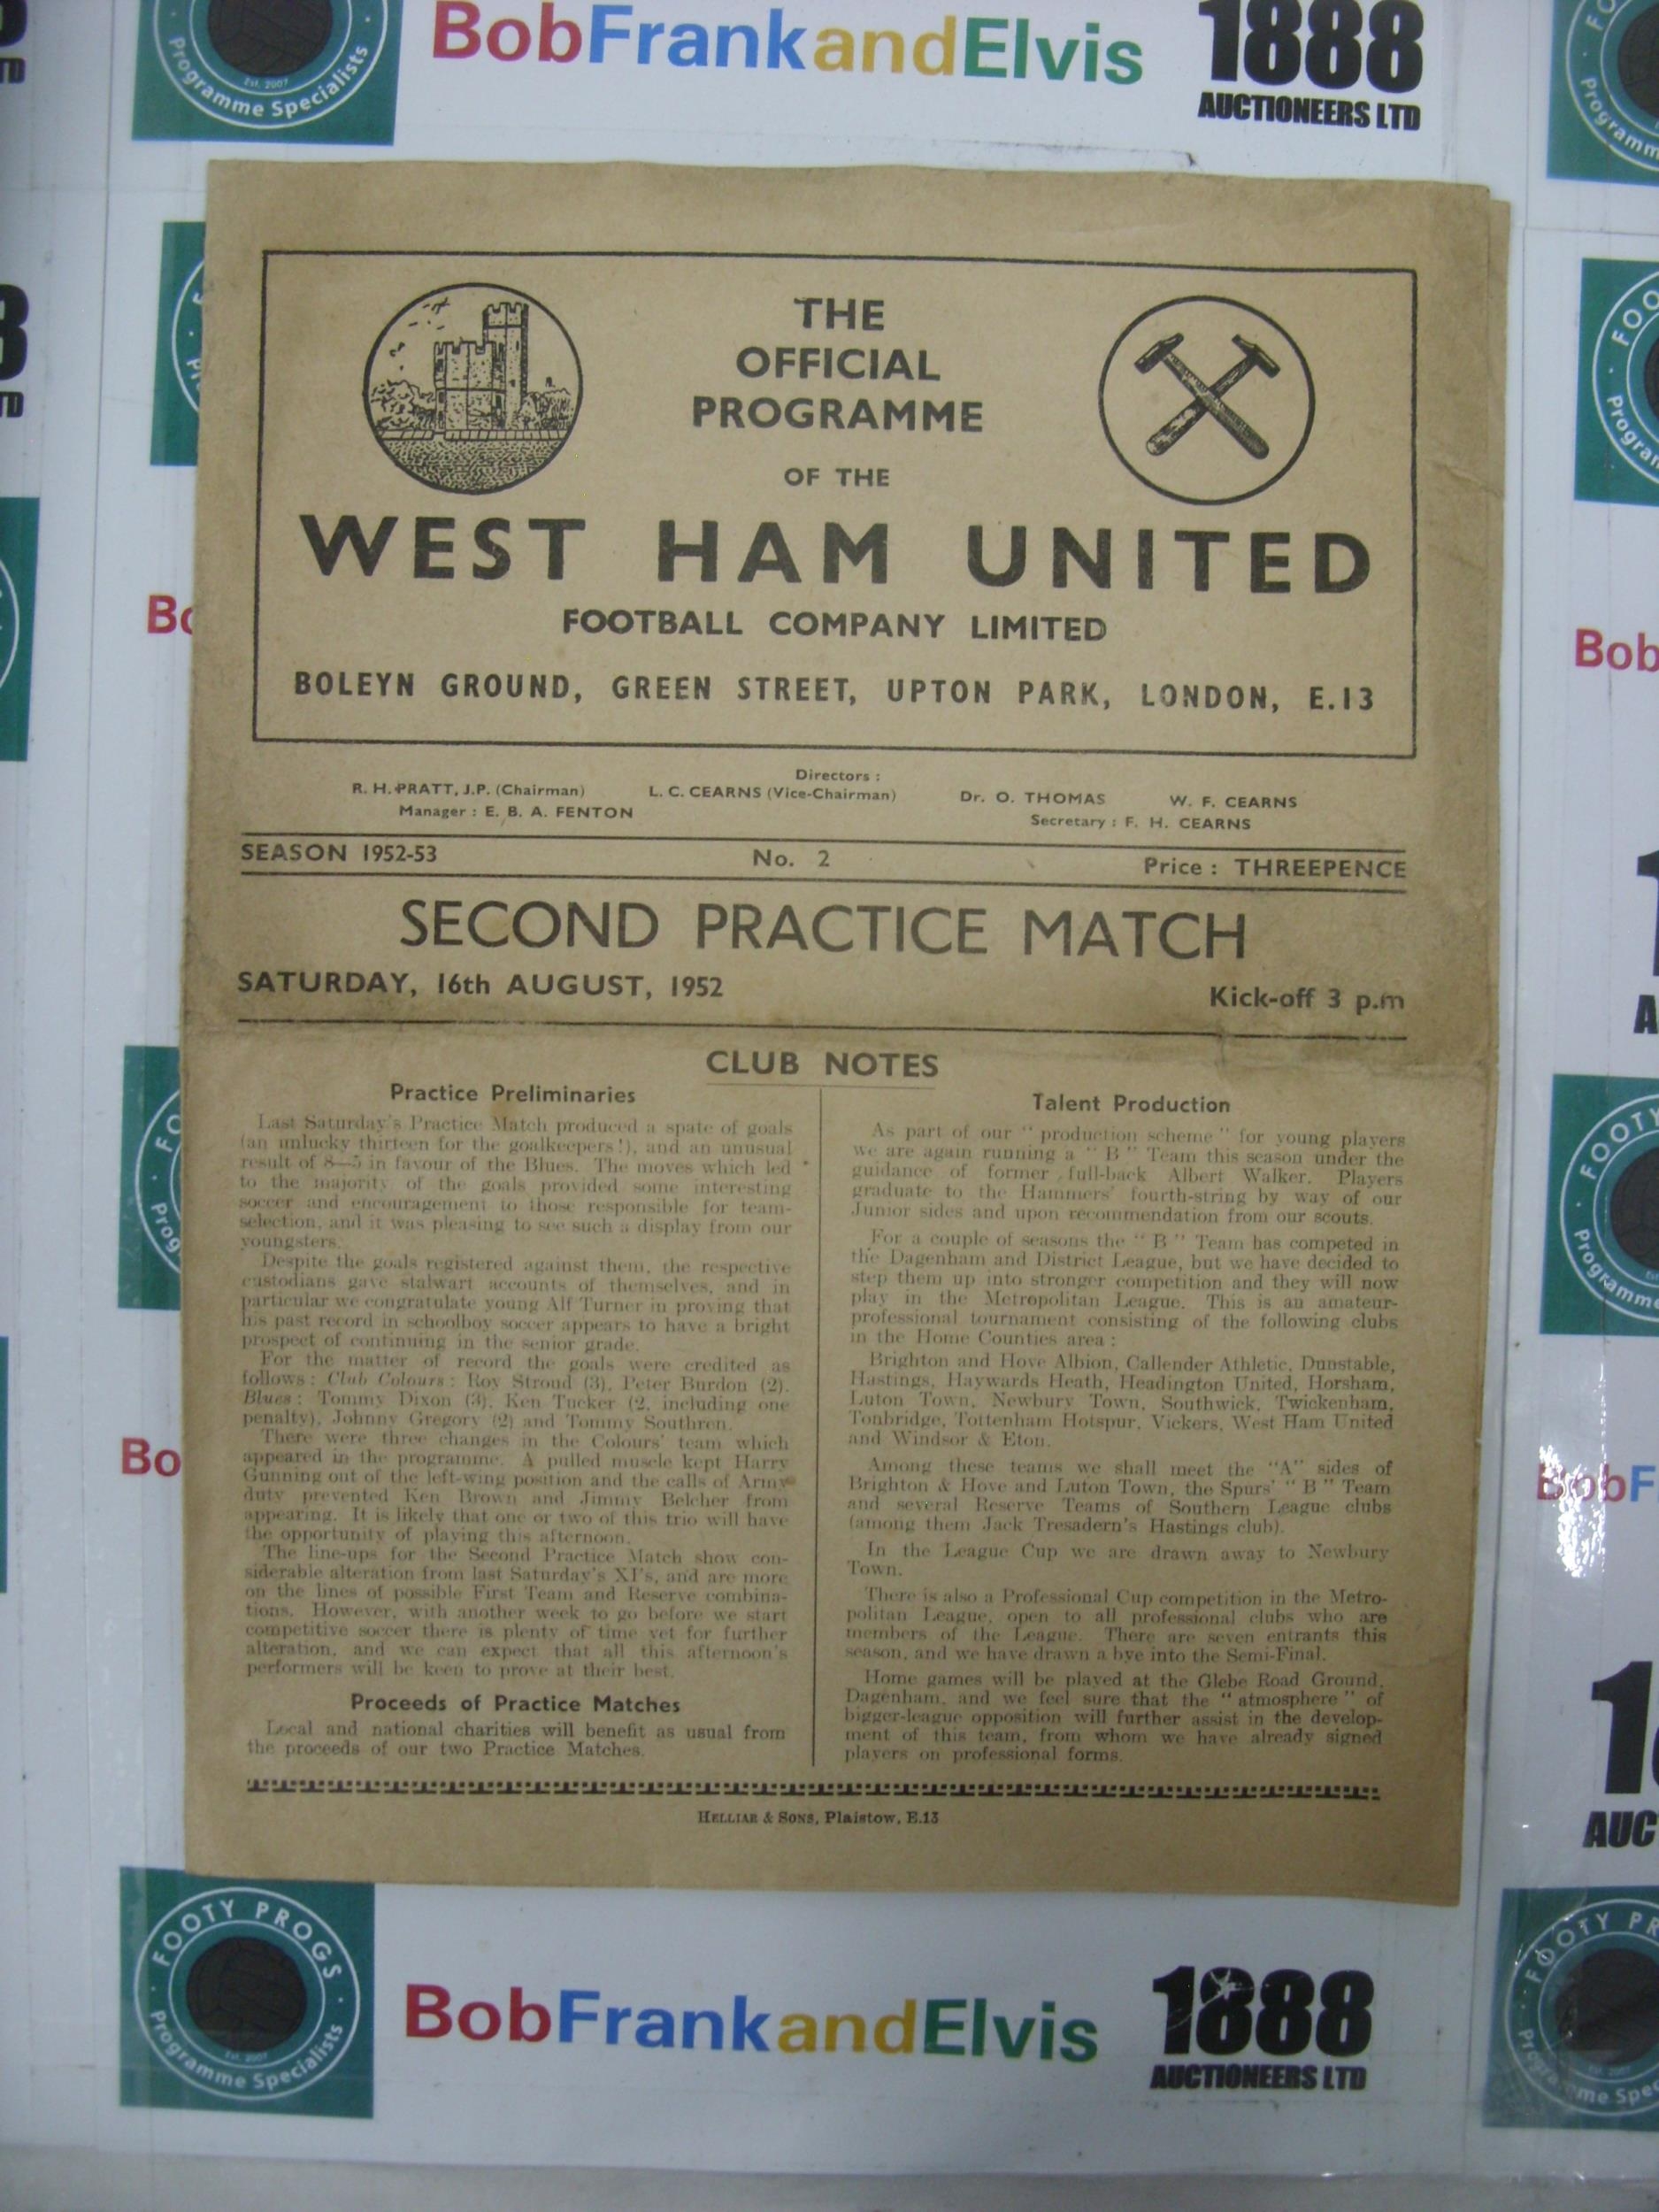 Programme Specialists
Est. 2007
BobFrankandElvis
1888
AUCTIONEERS LTD
THE
OFFICIAL
PROGRAMME
OF THE
WEST HAM UNITED
FOOTBALL COMPANY LIMITED
BOLEYN GROUND, GREEN STREET, UPTON PARK, LONDON, E.13
Directors :
R. H. PRATT, J.P. (Chairman) L. C. CEARNS (Vice-Chairman) Dr. O. THOMAS W. F. CEARNS
Manager : E. B. A. FENTON Secretary : F. H. CEARNS
SEASON 1952-53 No. 2 Price : THREEPENCE
SECOND PRACTICE MATCH
SATURDAY, 16th AUGUST, 1952 Kick-off 3 p.m
CLUB NOTES
Practice Preliminaries
Last Saturday's Practice Match produced a spate of goals
(an unlucky thirteen for the goalkeepers!), and an unusual
result of 8—5 in favour of the Blues. The moves which led
to the majority of the goals provided some interesting
soccer and encouragement to those responsible for team-
selection, and it was pleasing to see such a display from our
youngsters.
Despite the goals registered against them, the respective
custodians gave stalwart accounts of themselves, and in
particular we congratulate young Alf Turner in proving that
his past record in schoolboy soccer appears to have a bright
prospect of continuing in the senior grade.
For the matter of record the goals were credited as
follows : Club Colours : Roy Stroud (3), Peter Burdon (2).
Blues : Tommy Dixon (3), Ken Tucker (2, including one
penalty), Johnny Gregory (2) and Tommy Southren.
There were three changes in the Colours' team which
appeared in the programme. A pulled muscle kept Harry
Gunning out of the left-wing position and the calls of Army
duty prevented Ken Brown and Jimmy Belcher from
appearing. It is likely that one or two of this trio will have
the opportunity of playing this afternoon.
The line-ups for the Second Practice Match show con-
siderable alteration from last Saturday's XI's, and are more
on the lines of possible First Team and Reserve combina-
tions. However, with another week to go before we start
competitive soccer there is plenty of time yet for further
alteration, and we can expect that all this afternoon's
performers will be keen to prove at their best.
Proceeds of Practice Matches
Local and national charities will benefit as usual from
the proceeds of our two Practice Matches.
Talent Production
As part of our " production scheme " for young players
we are again running a " B " Team this season under the
guidance of former full-back Albert Walker. Players
graduate to the Hammers' fourth-string by way of our
Junior sides and upon recommendation from our scouts.
For a couple of seasons the " B " Team has competed in
the Dagenham and District League, but we have decided to
step them up into stronger competition and they will now
play in the Metropolitan League. This is an amateur-
professional tournament consisting of the following clubs
in the Home Counties area :
Brighton and Hove Albion, Callender Athletic, Dunstable,
Hastings, Haywards Heath, Headington United, Horsham,
Luton Town, Newbury Town, Southwick, Twickenham,
Tonbridge, Tottenham Hotspur, Vickers, West Ham United
and Windsor & Eton.
Among these teams we shall meet the "A" sides of
Brighton & Hove and Luton Town, the Spurs' " B " Team
and several Reserve Teams of Southern League clubs
(among them Jack Tresadern's Hastings club).
In the League Cup we are drawn away to Newbury
Town.
There is also a Professional Cup competition in the Metro-
politan League, open to all professional clubs who are
members of the League. There are seven entrants this
season, and we have drawn a bye into the Semi-Final.
Home games will be played at the Glebe Road Ground,
Dagenham, and we feel sure that the " atmosphere " of
bigger-league opposition will further assist in the develop-
ment of this team, from whom we have already signed
players on professional forms.
HELLIAR & SONS, Plaistow, E.13
FOOTY PROGS
Programme Specialists
Est. 2007
BobFrankandElvis
1888
AUCTIONEERS LTD